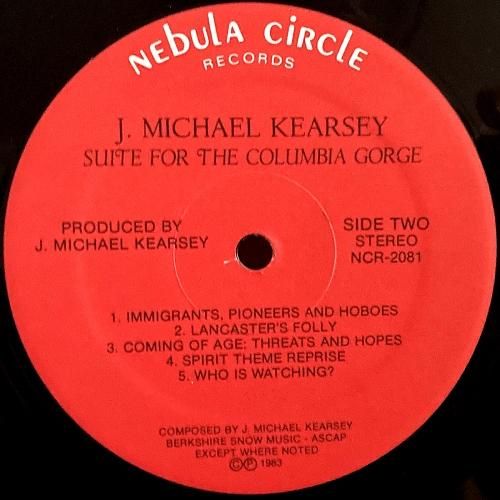 NEBULA CIRCLE
RECORDS
J. MICHAEL KEARSEY
SUITE FOR THE COLUMBIA GORGE
PRODUCED BY
J. MICHAEL KEARSEY
SIDE TWO
STEREO
NCR-2081
1. IMMIGRANTS, PIONEERS AND HOBOES
2. LANCASTER'S FOLLY
3. COMING OF AGE: THREATS AND HOPES
4. SPIRIT THEME REPRISE
5. WHO IS WATCHING?
COMPOSED BY J. MICHAEL KEARSEY
BERKSHIRE SNOW MUSIC - ASCAP
EXCEPT WHERE NOTED
©℗ 1983